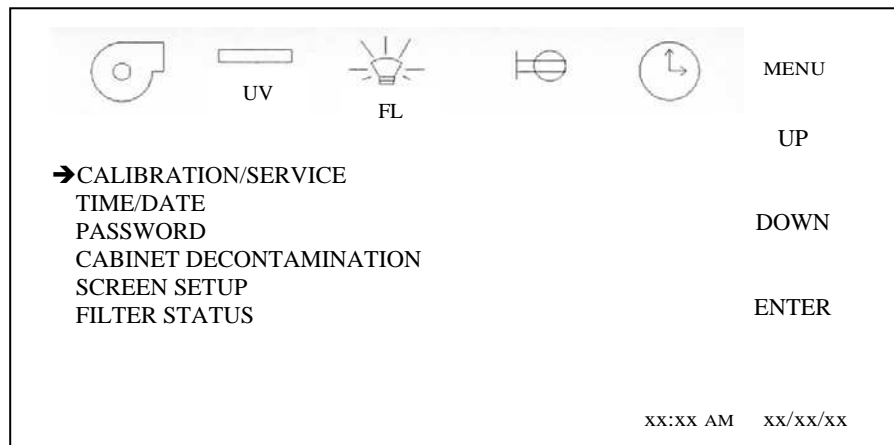 MENU
UV
FL
UP
➔CALIBRATION/SERVICE
TIME/DATE
PASSWORD
DOWN
CABINET DECONTAMINATION
SCREEN SETUP
FILTER STATUS
ENTER
xx:xx AM xx/xx/xx